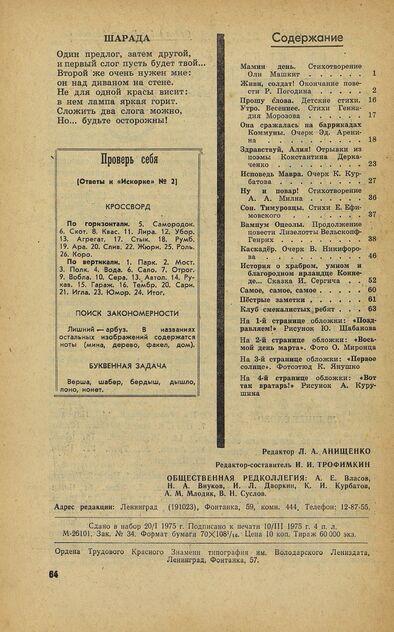 ШАРАДА
Один предлог, затем другой,
и первый слог пусть будет твой...
Второй же очень нужен мне:
он над диваном на стене.
Не для одной красы висит:
в нем лампа яркая горит.
Сложить два слога можно,
Но... будьте осторожны!
Проверь себя
(Ответы к «Искорке» № 2)
КРОССВОРД
По горизонтали. 5. Самородок.
6. Скот. 8. Квас. 11. Лира. 12. Убор.
13. Агрегат. 17. Стык. 18. Румб.
19. Ара. 20. Слив. 22. Жюри. 25. Роль.
26. Коро.
По вертикали. 1. Парк. 2. Мост.
3. Полк. 4. Вода. 6. Сало. 7. Отрог.
9. Вобла. 10. Сера. 13. Автол. 14. Рук-
кая. 15. Гараж. 16. Тембр. 20. Сари.
21. Игла. 23. Юмор. 24. Итог.
ПОИСК ЗАКОНОМЕРНОСТИ
Лишний — арбуз. В названиях
остальных изображений содержатся
ноты (мина, дерево, факел, дом).
БУКВЕННАЯ ЗАДАЧА
Верша, шабер, бердыш, дышло,
лоно, нонет.
Содержание
Мамин день. Стихотворение
Оли Машкит . . . . . . 1
Живи, солдат! Окончание пове-
сти Р. Погодина . . . . . 2
Прошу слова. Детские стихи. 16
Утро. Весеннее. Стихи Генна-
дия Морозова . . . . . 17
Она сражалась на баррикадах
Коммуны. Очерк Эд. Арени-
на . . . . . . . . 18
Здравствуй, Алия! Отрывки из
поэмы Константина Дерка-
ченко . . . . . . . 23
Исповедь Мавра. Очерк К. Кур-
батова . . . . . . . 27
Ну и повар! Стихотворение
А. А. Милна . . . . . 36
Сон. Тимуровцы. Стихи Е. Ефи-
мовского . . . . . . 37
Вампум Оцеолы. Продолжение
повести Лизелотты Вельскопф-
Генрих . . . . . . . 38
Каскадёр. Очерк В. Никифоро-
ва . . . . . . . . 46
История о храбром, умном и
благородном ирландце Конне-
де... Сказка И. Сергича . . 52
Самое, самое, самое . . . . 60
Пёстрые заметки . . . . . 61
Клуб смекалистых ребят . . 63
На 1-й странице обложки: «Позд-
равляем!» Рисунок Ю. Шабанова
На 2-й странице обложки: «Вось-
мой день марта». Фото О. Миронца
На 3-й странице обложки: «Первое
солнце». Фотоэтюд К. Янушко
На 4-й странице обложки: «Вот
так вратарь!» Рисунок А. Куру-
шина
Редактор Л. А. АНИЩЕНКО
Редактор-составитель И. И. ТРОФИМКИН
ОБЩЕСТВЕННАЯ РЕДКОЛЛЕГИЯ: А. Е. Власов,
Н. А. Внуков, И. Л. Дворкин, К. И. Курбатов,
А. М. Млодик, В. Н. Суслов.
Адрес редакции: Ленинград (191023), Фонтанка, 59, комн. 444, Телефон: 12-87-55.
Сдано в набор 20/I 1975 г. Подписано к печати 10/III 1975 г. 4 п. л.
М-26101. Зак. № 34. Формат бумаги 70×108¹/₁₆. Цена 10 коп. Тираж 60 000 экз.
Ордена Трудового Красного Знамени типография им. Володарского Лениздата,
Ленинград, Фонтанка, 57.
64